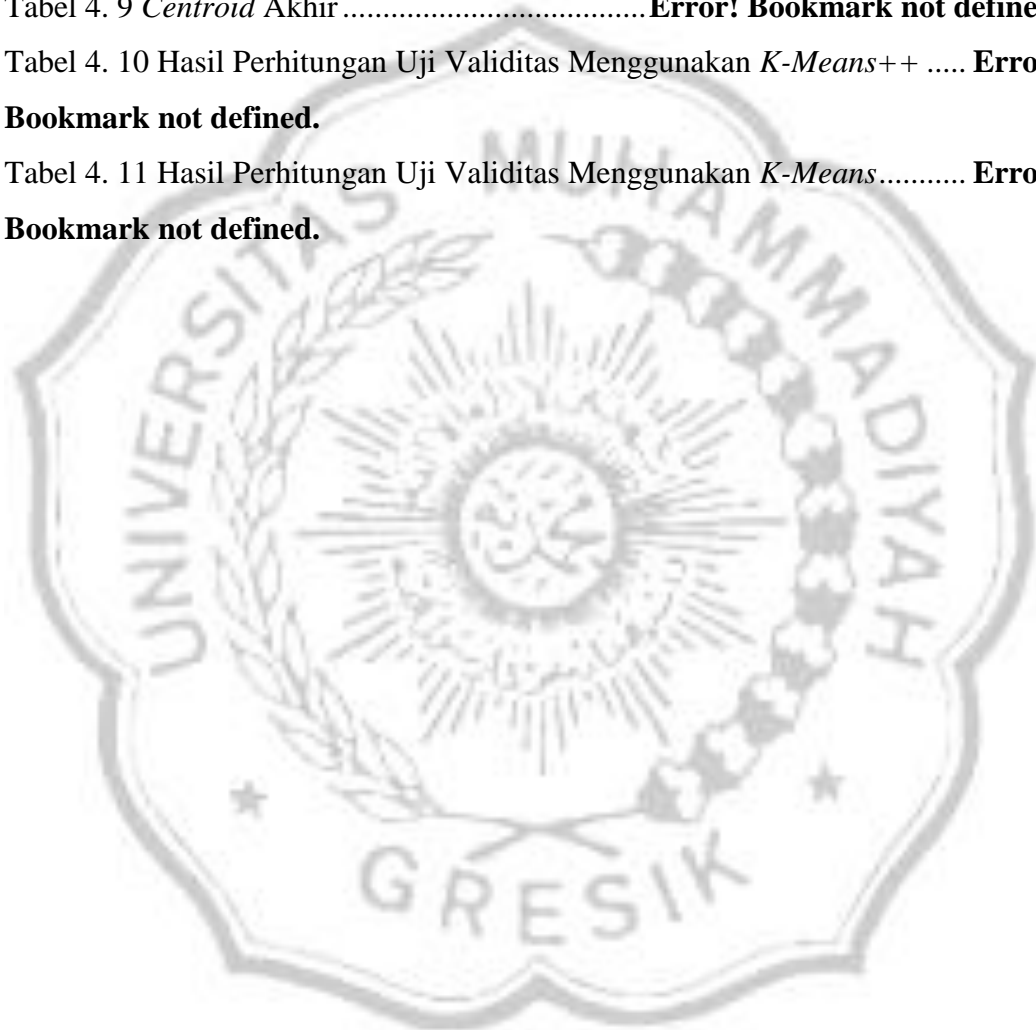 Tabel 4. 9 Centroid Akhir ................................... Error! Bookmark not define
Tabel 4. 10 Hasil Perhitungan Uji Validitas Menggunakan K-Means++ ..... Erro
Bookmark not defined.
Tabel 4. 11 Hasil Perhitungan Uji Validitas Menggunakan K-Means........... Erro
Bookmark not defined.
UNIVERSITAS MUHAMMADIYAH
GRESIK